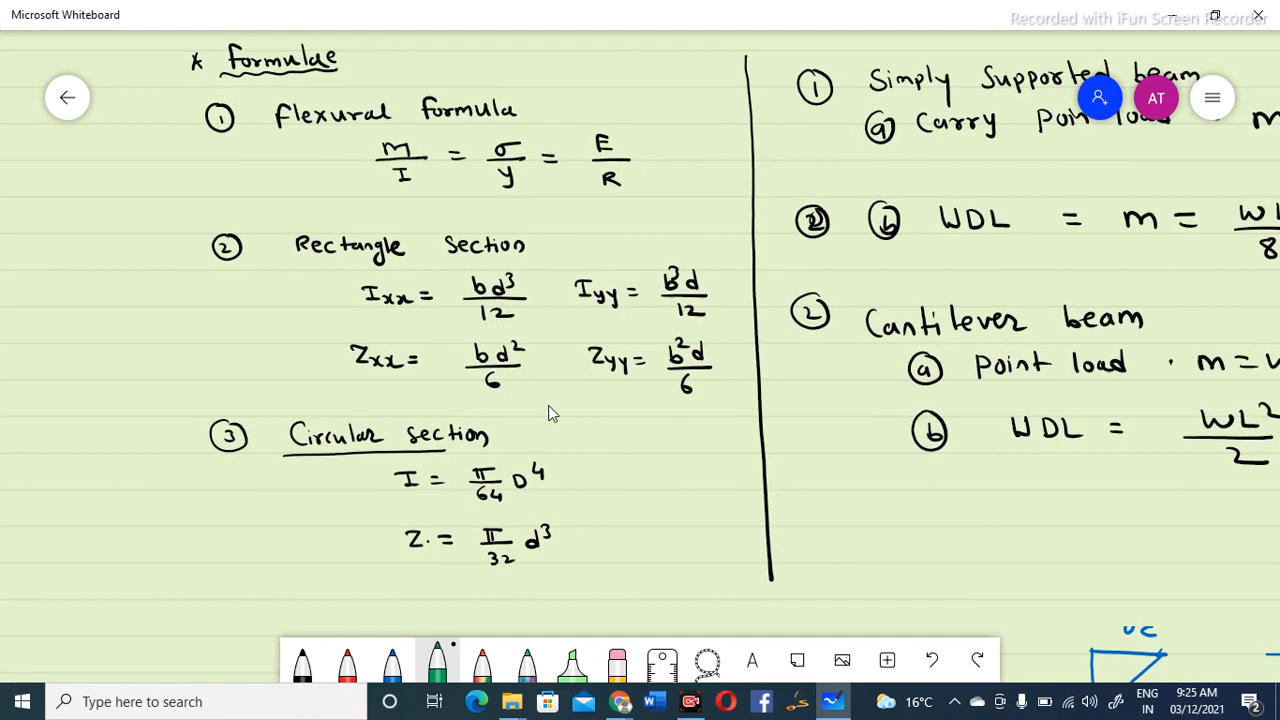 Microsoft Whiteboard
Recorded with iFun Screen Recorder
* Formulae
① Flexural formula
M/I = σ/y = E/R
② Rectangle section
Ixx = bd³/12 Iyy = b³d/12
Zxx = bd²/6 Zyy = b²d/6
③ Circular section
I = π/64 D⁴
Z. = π/32 d³
① Simply Supported beam
ⓐ Carry Poin load m
② ⓑ UDL = m = WL/8
② Cantilever beam
ⓐ Point load . m = W
ⓑ UDL = WL²/2
UC
AT
A
Type here to search
16°C
ENG
IN
9:25 AM
03/12/2021
2